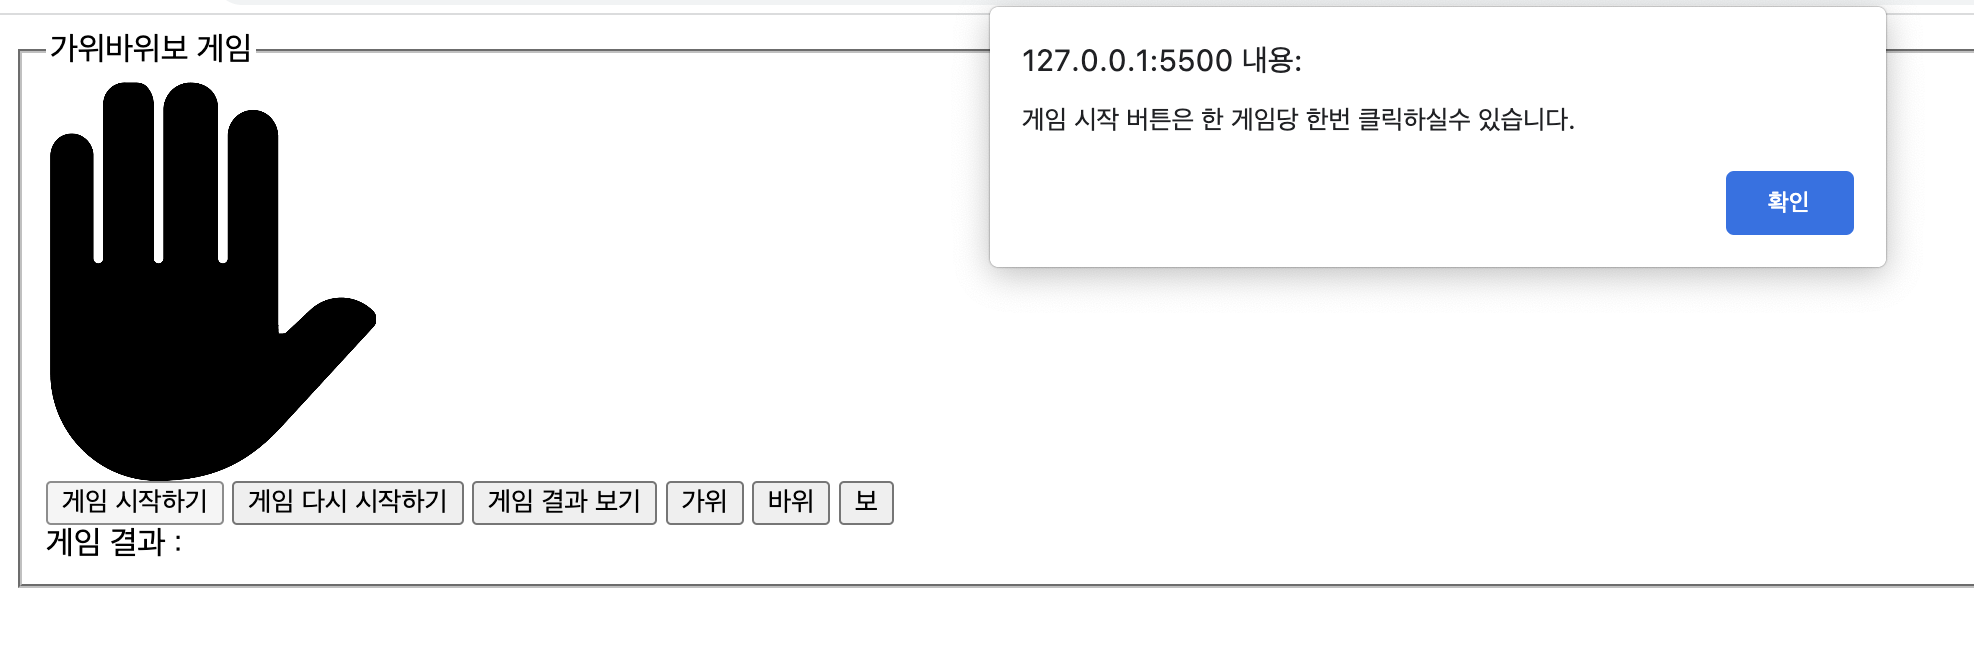 가위바위보 게임
127.0.0.1:5500 내용:
게임 시작 버튼은 한 게임당 한번 클릭하실수 있습니다.
확인
게임 시작하기 게임 다시 시작하기 게임 결과 보기 가위 바위 보
게임 결과 :